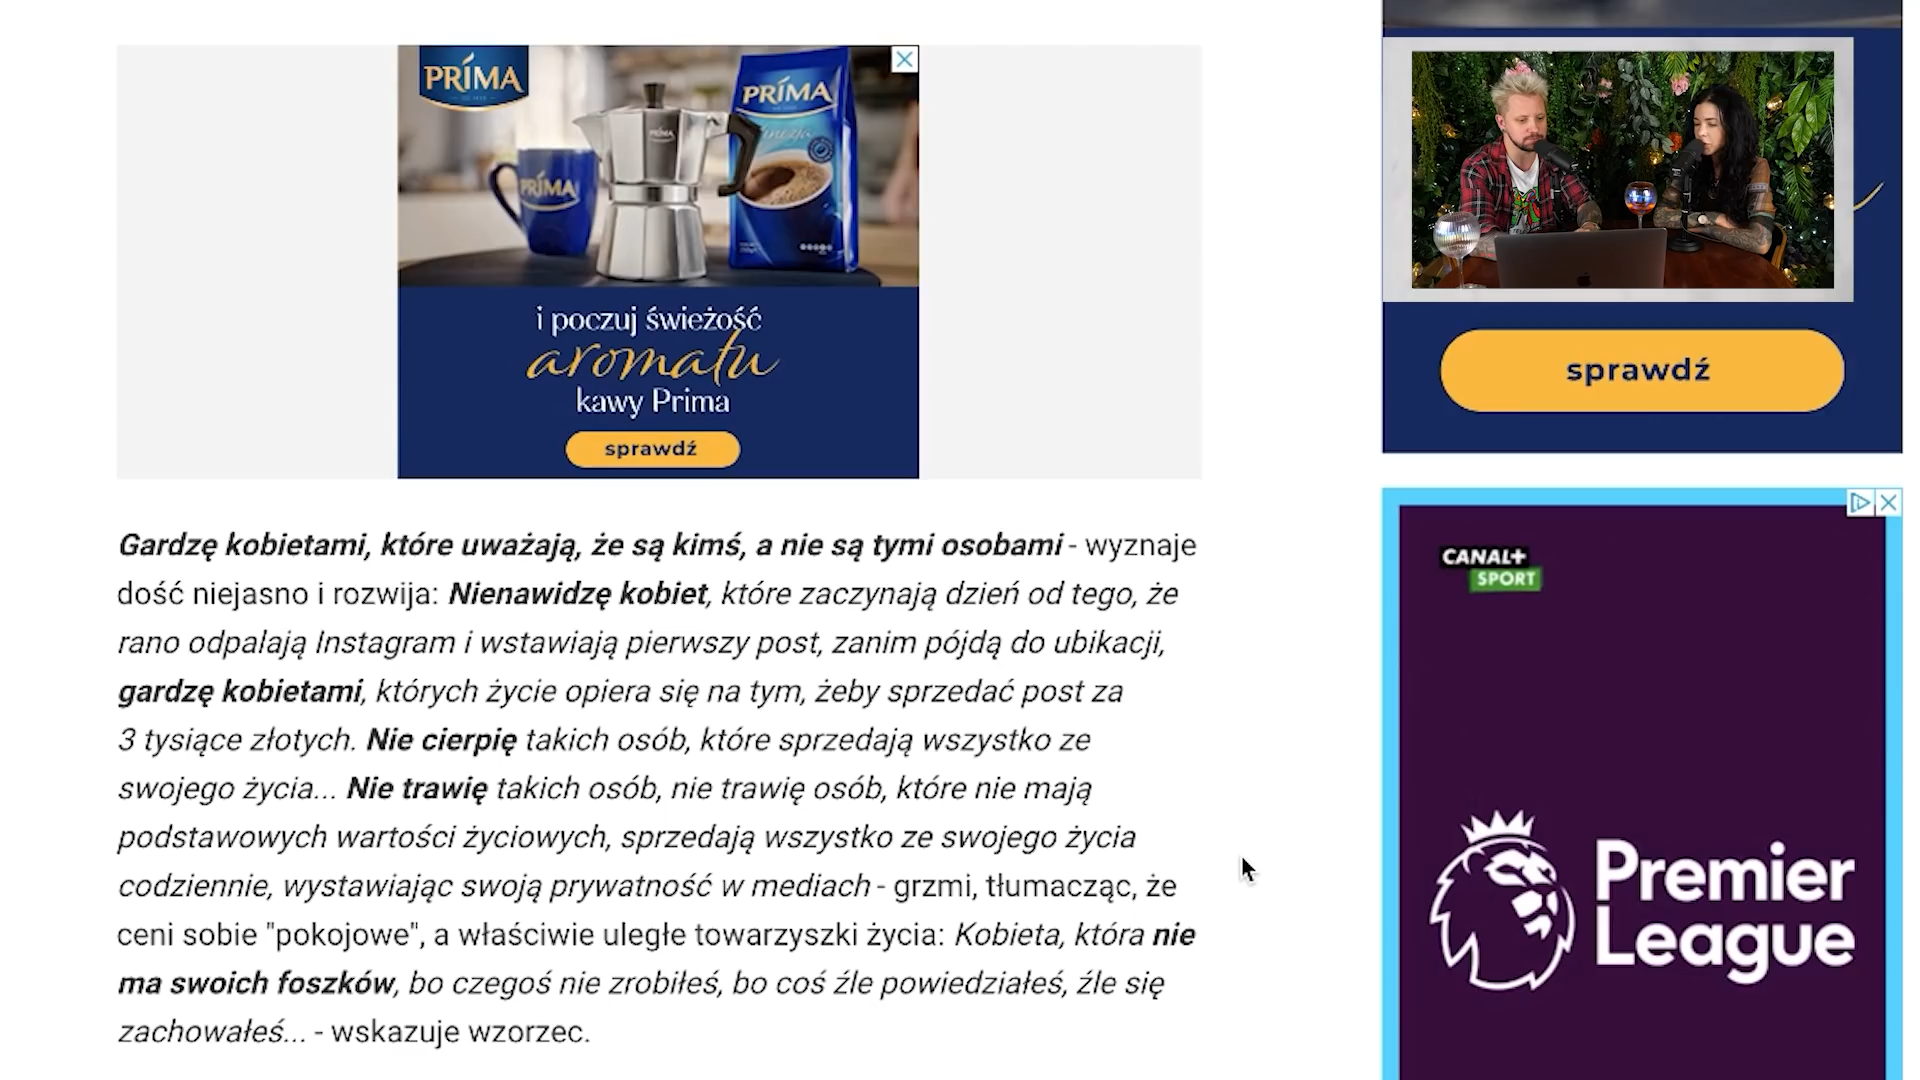 PRÍMA
PRÍMA
PRÍMA
PRÍMA
i poczuj świeżość
aromatu
kawy Prima
sprawdź
sprawdź
Gardzę kobietami, które uważają, że są kimś, a nie są tymi osobami - wyznaje
dość niejasno i rozwija: Nienawidzę kobiet, które zaczynają dzień od tego, że
rano odpalają Instagram i wstawiają pierwszy post, zanim pójdą do ubikacji,
gardzę kobietami, których życie opiera się na tym, żeby sprzedać post za
3 tysiące złotych. Nie cierpię takich osób, które sprzedają wszystko ze
swojego życia... Nie trawię takich osób, nie trawię osób, które nie mają
podstawowych wartości życiowych, sprzedają wszystko ze swojego życia
codziennie, wystawiając swoją prywatność w mediach - grzmi, tłumacząc, że
ceni sobie "pokojowe", a właściwie uległe towarzyszki życia: Kobieta, która nie
ma swoich foszków, bo czegoś nie zrobiłeś, bo coś źle powiedziałeś, źle się
zachowałeś... - wskazuje wzorzec.
CANAL+
SPORT
Premier
League